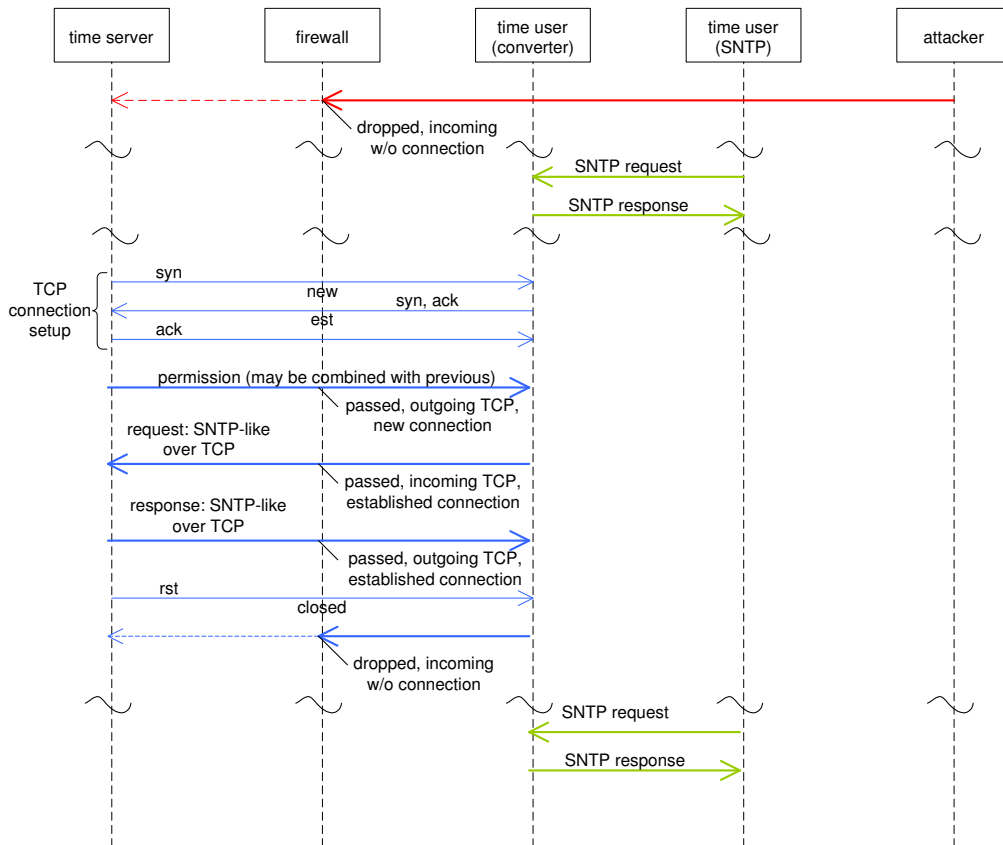 time server
firewall
time user
(converter)
time user
(SNTP)
attacker
dropped, incoming
w/o connection
SNTP request
SNTP response
TCP
connection
setup
syn
new
syn, ack
est
ack
permission (may be combined with previous)
passed, outgoing TCP,
new connection
request: SNTP-like
over TCP
passed, incoming TCP,
established connection
response: SNTP-like
over TCP
passed, outgoing TCP,
established connection
rst
closed
dropped, incoming
w/o connection
SNTP request
SNTP response